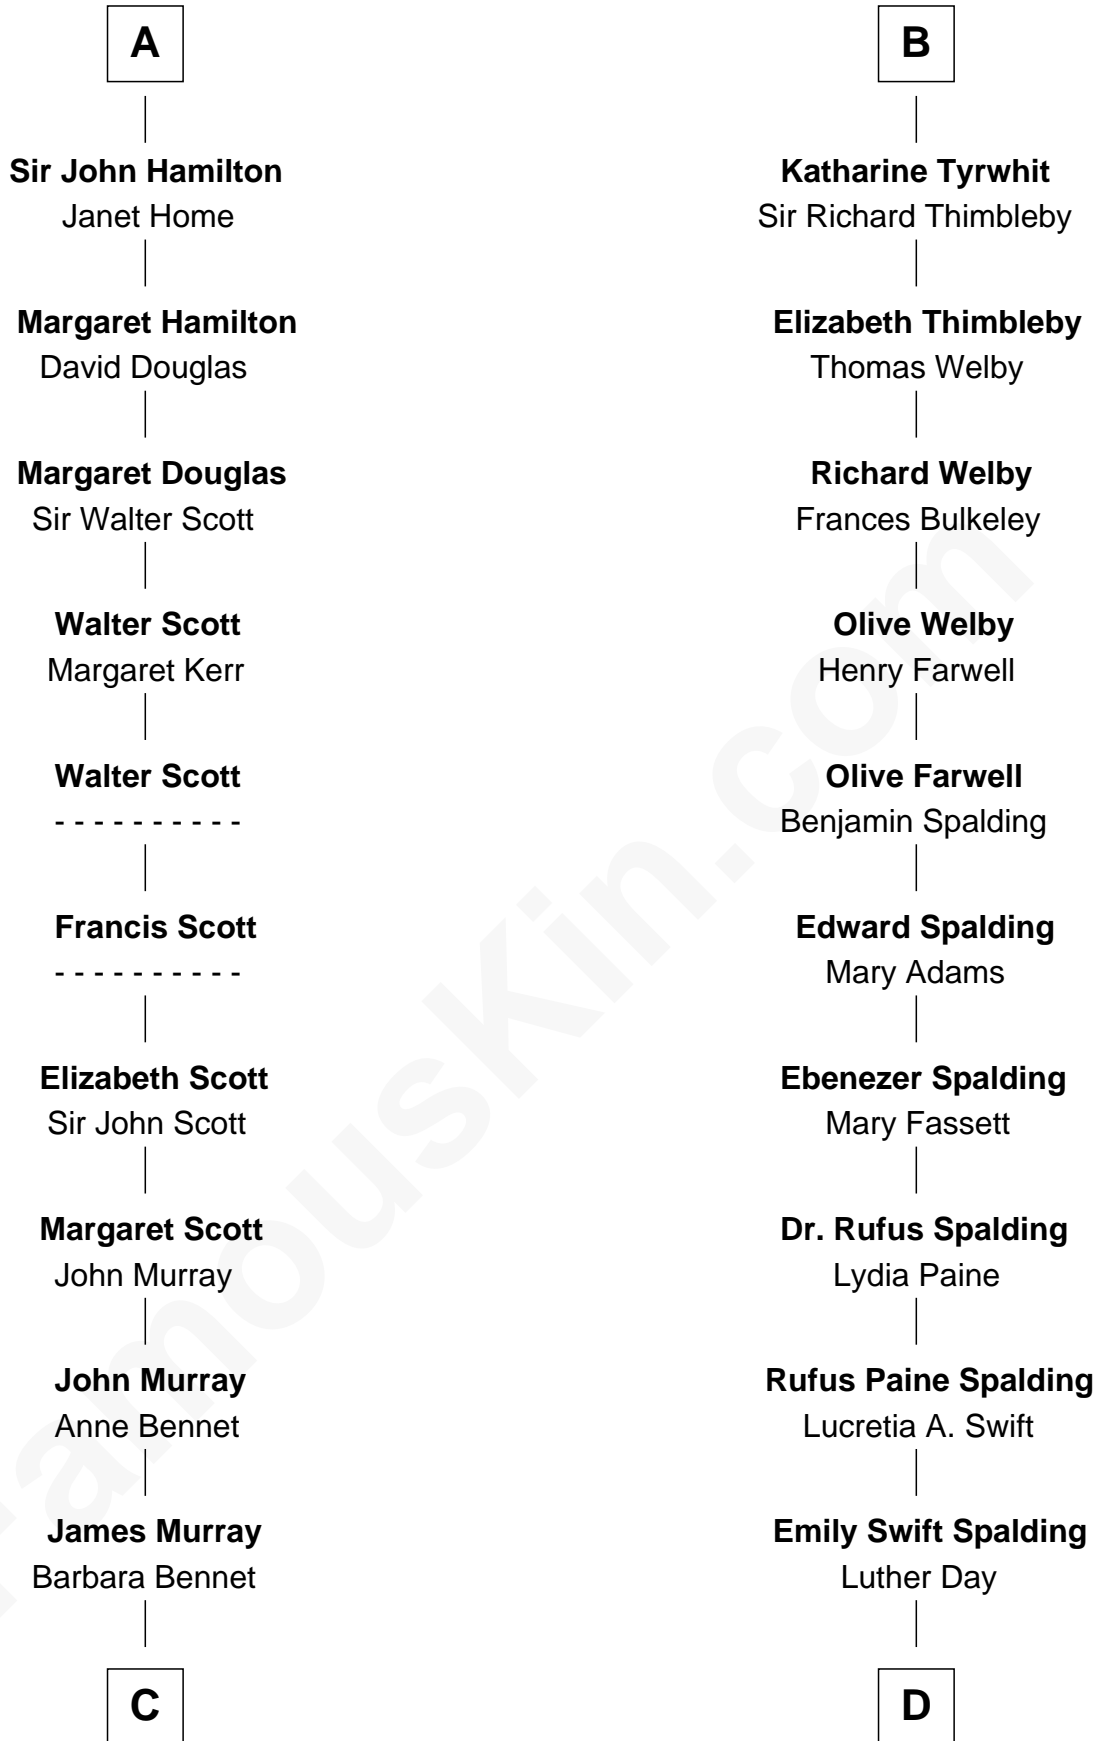 A
Sir John Hamilton
Janet Home
Margaret Hamilton
David Douglas
Margaret Douglas
Sir Walter Scott
Walter Scott
Margaret Kerr
Walter Scott
- - - - - - - - - -
Francis Scott
- - - - - - - - - -
Elizabeth Scott
Sir John Scott
Margaret Scott
John Murray
John Murray
Anne Bennet
James Murray
Barbara Bennet
C
B
Katharine Tyrwhit
Sir Richard Thimbleby
Elizabeth Thimbleby
Thomas Welby
Richard Welby
Frances Bulkeley
Olive Welby
Henry Farwell
Olive Farwell
Benjamin Spalding
Edward Spalding
Mary Adams
Ebenezer Spalding
Mary Fassett
Dr. Rufus Spalding
Lydia Paine
Rufus Paine Spalding
Lucretia A. Swift
Emily Swift Spalding
Luther Day
D
FamousKin.com